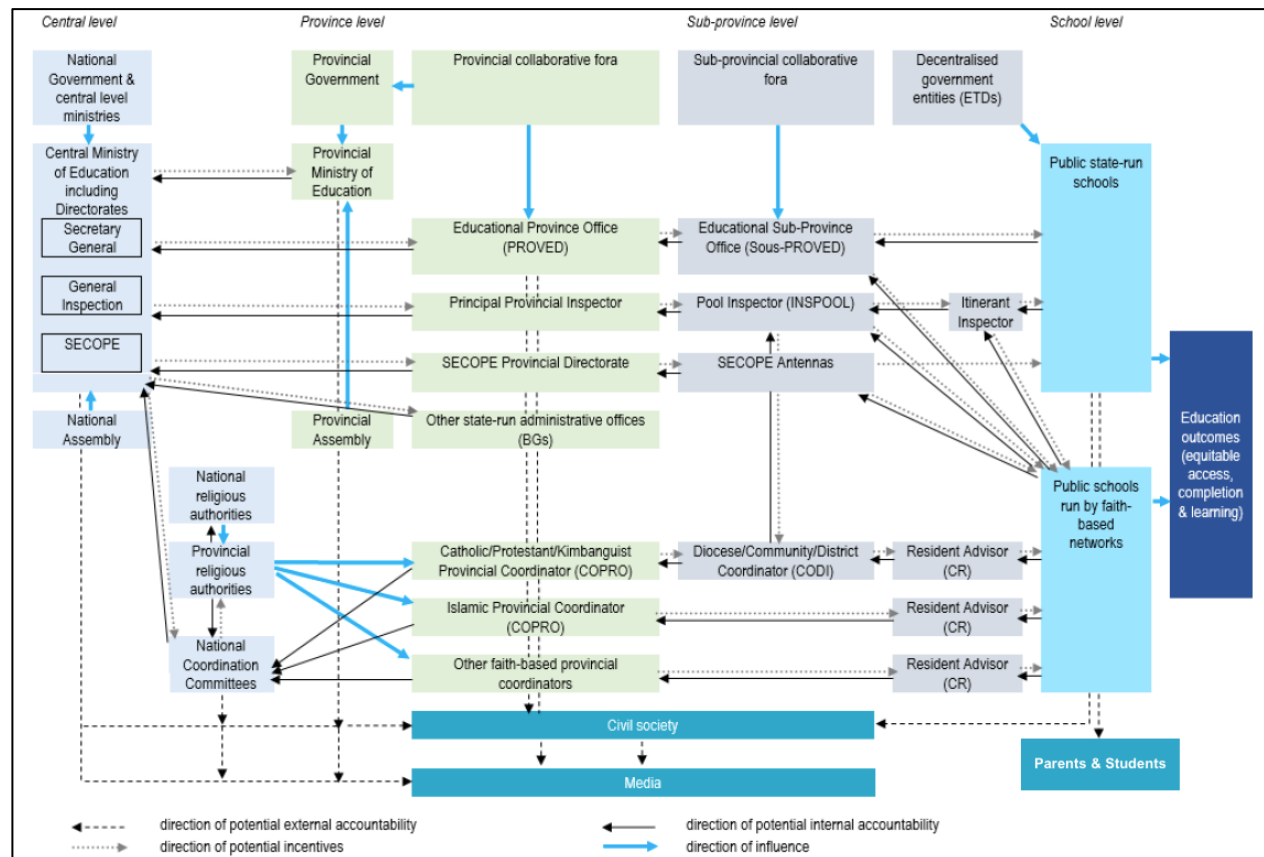 Central level
Province level
Sub-province level
School level
National
Government &
central level
ministries
Provincial
Government
Provincial collaborative fora
Sub-provincial collaborative
fora
Decentralised
government
entities (ETDs)
Central Ministry
of Education
including
Directorates
Secretary
General
General
Inspection
SECOPE
Provincial
Ministry of
Education
Public state-run
schools
Educational Province Office
(PROVED)
Educational Sub-Province
Office (Sous-PROVED)
Principal Provincial Inspector
Pool Inspector (INSPOOL)
Itinerant
Inspector
SECOPE Provincial Directorate
SECOPE Antennas
National
Assembly
Provincial
Assembly
Other state-run administrative offices
(BGs)
Education
outcomes
(equitable
access,
completion
& learning)
National
religious
authorities
Public schools
run by faith-
based
networks
Provincial
religious
authorities
Catholic/Protestant/Kimbanguist
Provincial Coordinator (COPRO)
Diocese/Community/District
Coordinator (CODI)
Resident Advisor
(CR)
Islamic Provincial Coordinator
(COPRO)
Resident Advisor
(CR)
National
Coordination
Committees
Other faith-based provincial
coordinators
Resident Advisor
(CR)
Civil society
Parents & Students
Media
direction of potential external accountability
direction of potential internal accountability
direction of potential incentives
direction of influence